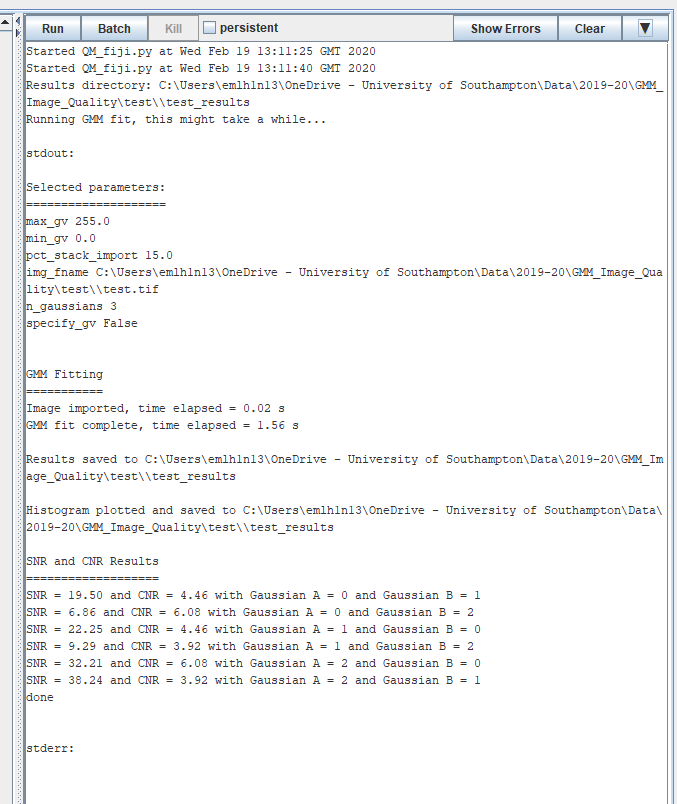 Run Batch Kill persistent Show Errors Clear ▼
Started QM_fiji.py at Wed Feb 19 13:11:25 GMT 2020
Started QM_fiji.py at Wed Feb 19 13:11:40 GMT 2020
Results directory: C:\Users\emlh1n13\OneDrive - University of Southampton\Data\2019-20\GMM_
Image_Quality\test\\test_results
Running GMM fit, this might take a while...
stdout:
Selected parameters:
====================
max_gv 255.0
min_gv 0.0
pct_stack_import 15.0
img_fname C:\Users\emlh1n13\OneDrive - University of Southampton\Data\2019-20\GMM_Image_Qua
lity\test\\test.tif
n_gaussians 3
specify_gv False
GMM Fitting
===========
Image imported, time elapsed = 0.02 s
GMM fit complete, time elapsed = 1.56 s
Results saved to C:\Users\emlh1n13\OneDrive - University of Southampton\Data\2019-20\GMM_Im
age_Quality\test\\test_results
Histogram plotted and saved to C:\Users\emlh1n13\OneDrive - University of Southampton\Data\
2019-20\GMM_Image_Quality\test\\test_results
SNR and CNR Results
===================
SNR = 19.50 and CNR = 4.46 with Gaussian A = 0 and Gaussian B = 1
SNR = 6.86 and CNR = 6.08 with Gaussian A = 0 and Gaussian B = 2
SNR = 22.25 and CNR = 4.46 with Gaussian A = 1 and Gaussian B = 0
SNR = 9.29 and CNR = 3.92 with Gaussian A = 1 and Gaussian B = 2
SNR = 32.21 and CNR = 6.08 with Gaussian A = 2 and Gaussian B = 0
SNR = 38.24 and CNR = 3.92 with Gaussian A = 2 and Gaussian B = 1
done
stderr: